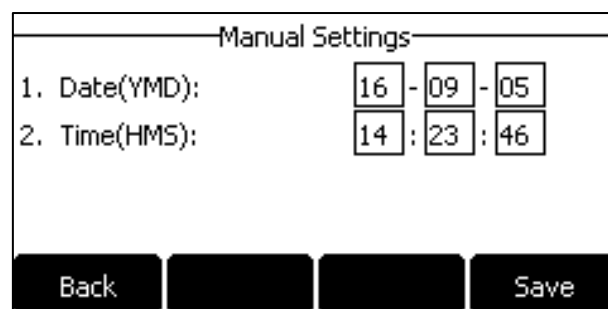 Manual Settings
1. Date(YMD): 16 - 09 - 05
2. Time(HMS): 14 : 23 : 46
Back Save